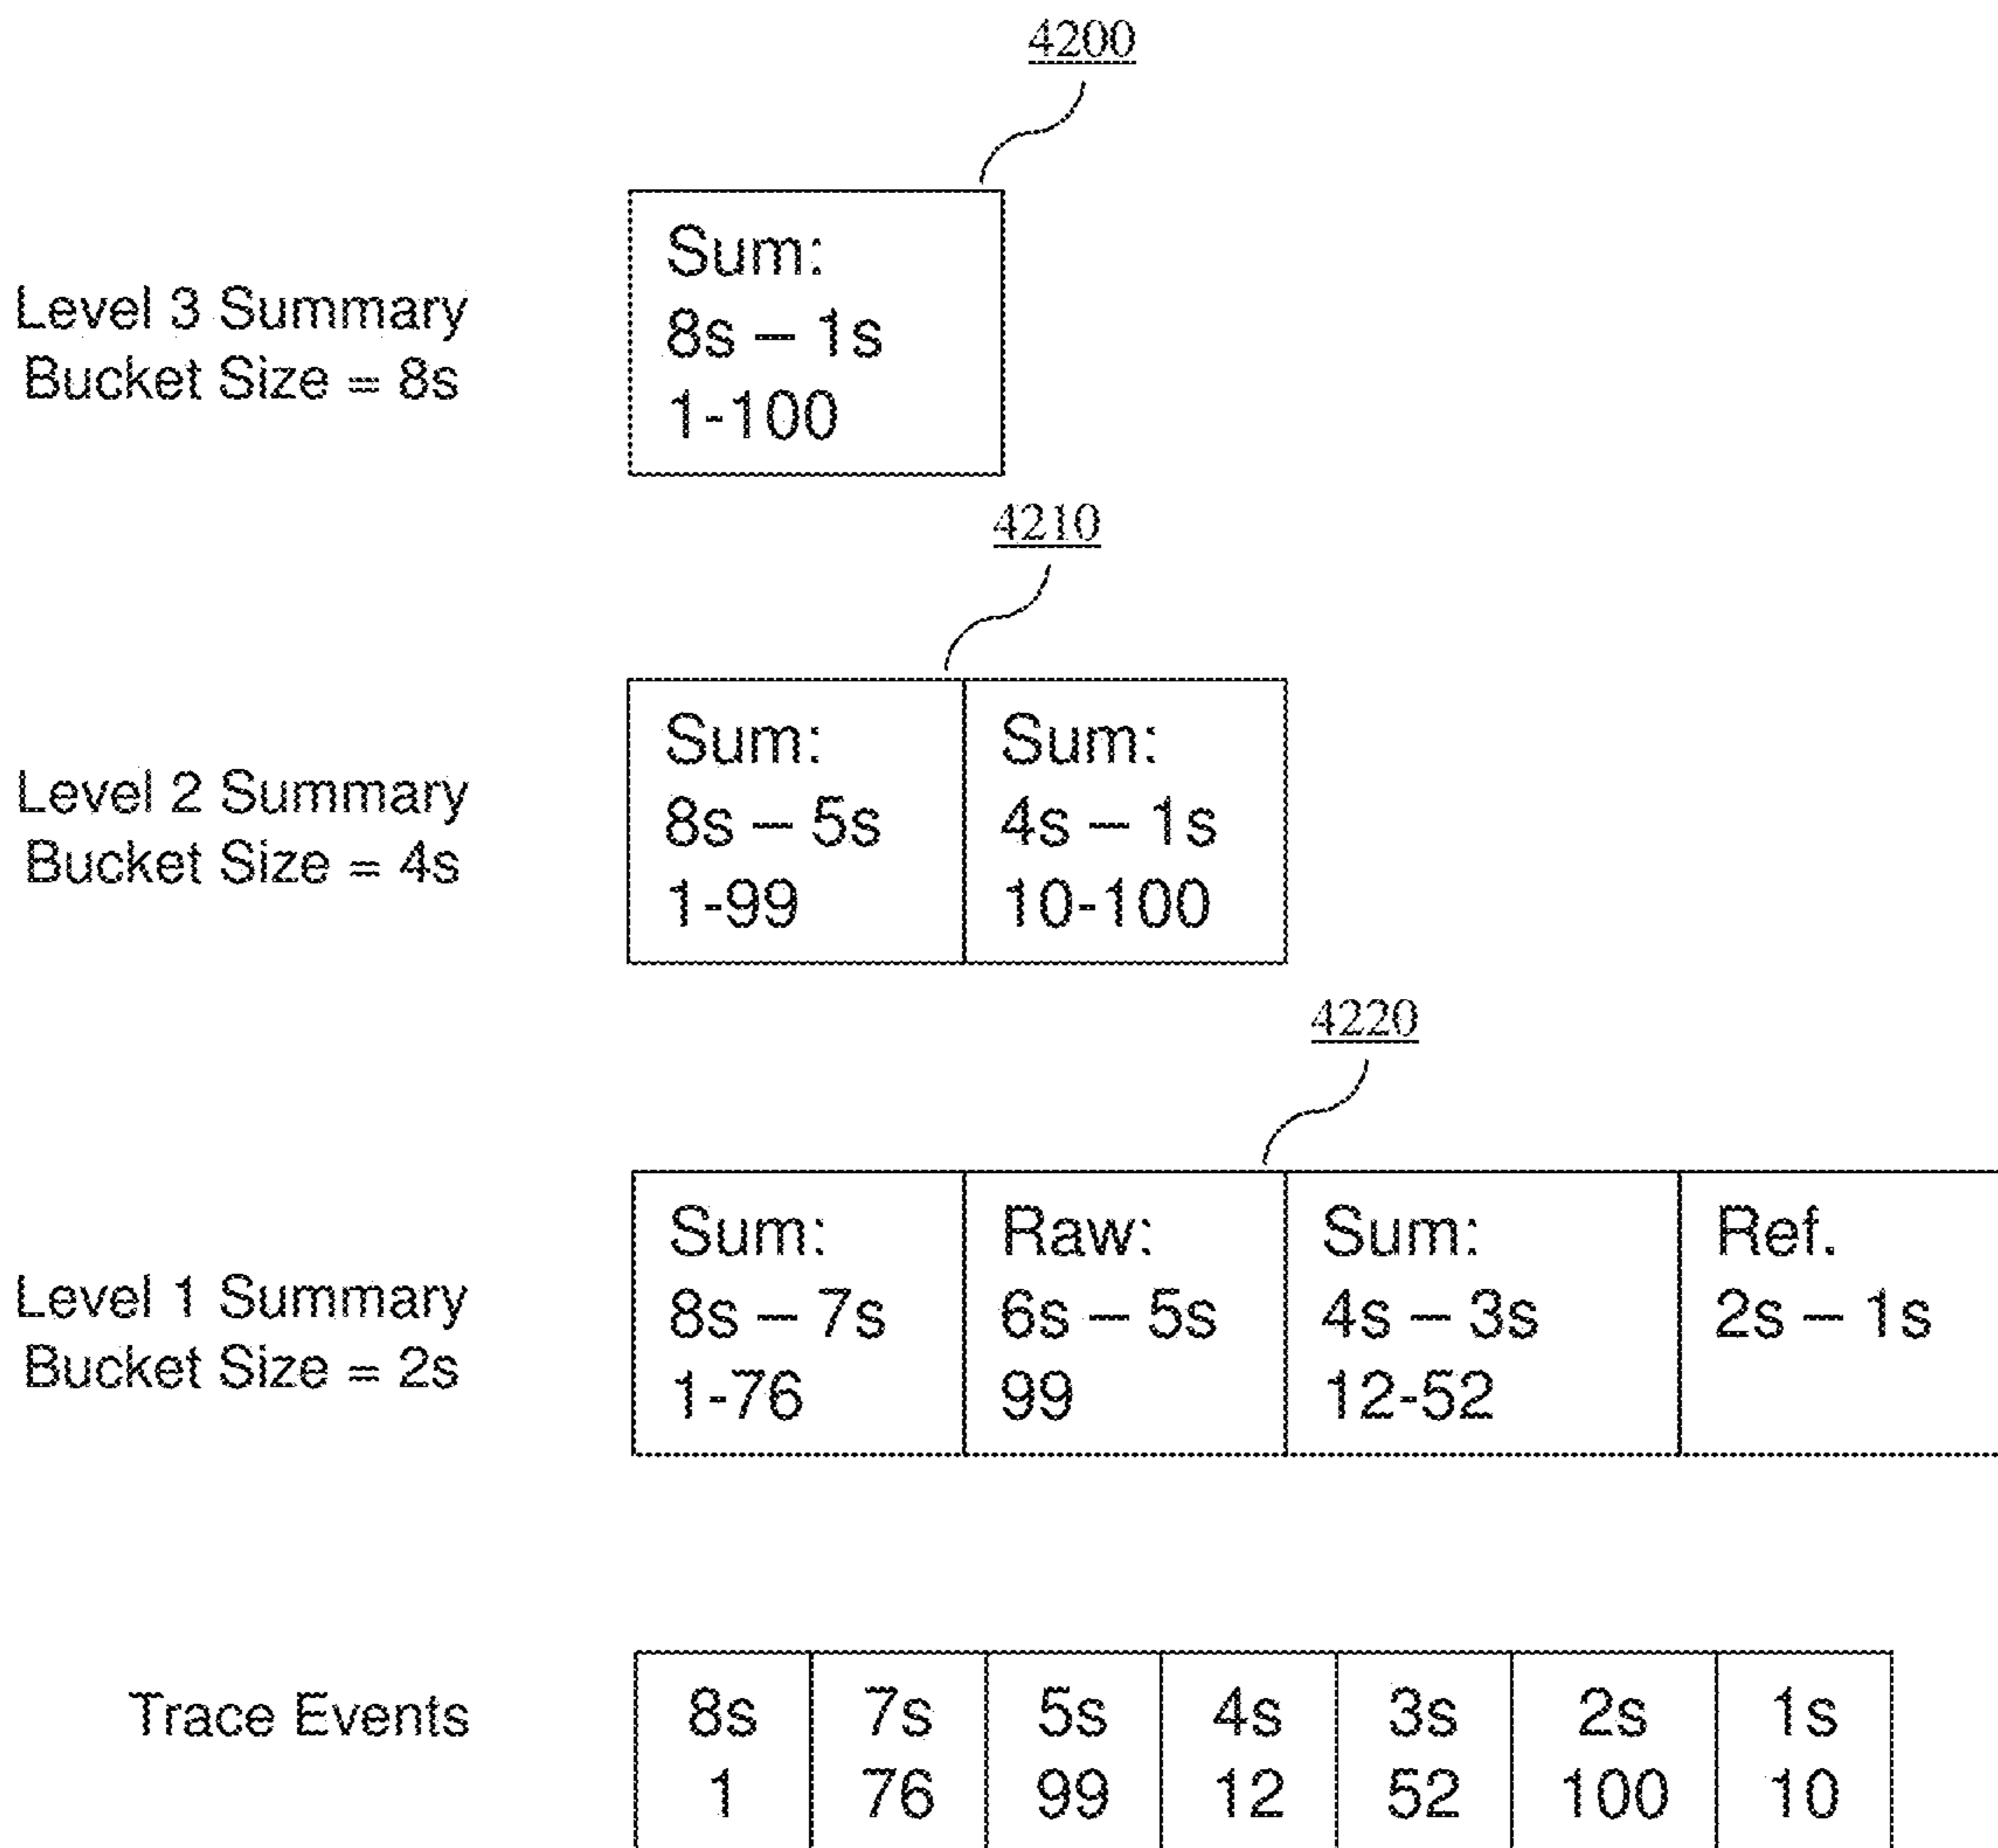 4200
Level 3 Summary
Bucket Size = 8s
Sum:
8s – 1s
1-100
4210
Level 2 Summary
Bucket Size = 4s
Sum:
8s – 5s
1-99
Sum:
4s – 1s
10-100
4220
Level 1 Summary
Bucket Size = 2s
Sum:
8s – 7s
1-76
Raw:
6s – 5s
99
Sum:
4s – 3s
12-52
Ref.
2s – 1s
Trace Events
8s 7s 5s 4s 3s 2s 1s
1 76 99 12 52 100 10